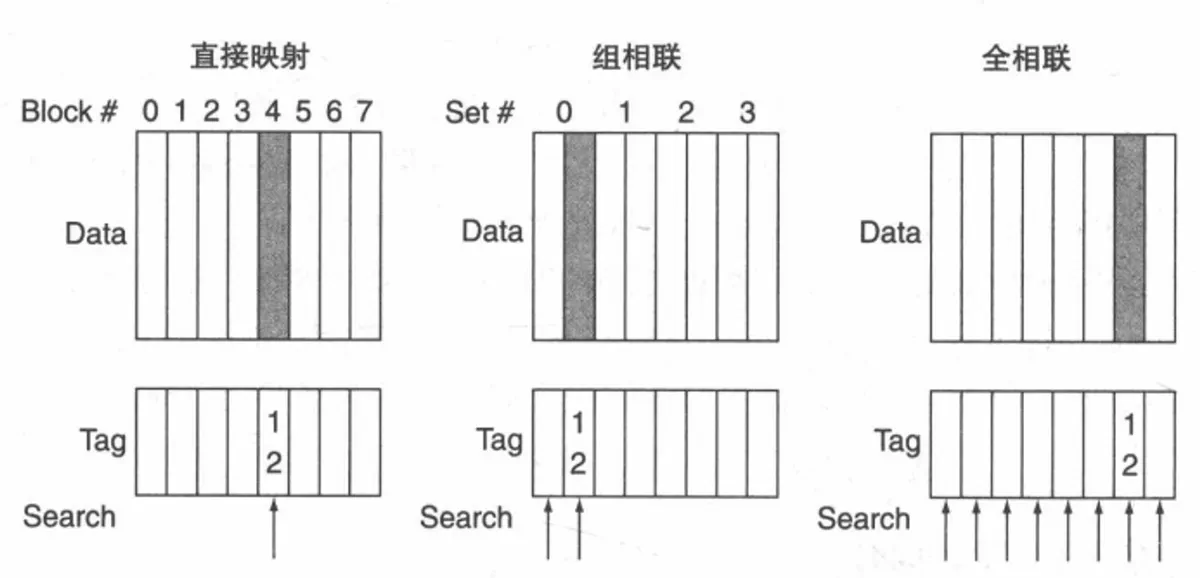 直接映射 组相联 全相联
Block # 0 1 2 3 4 5 6 7 Set # 0 1 2 3
Data Data Data
Tag 1 Tag 1 Tag 1
2 2 2
Search Search Search